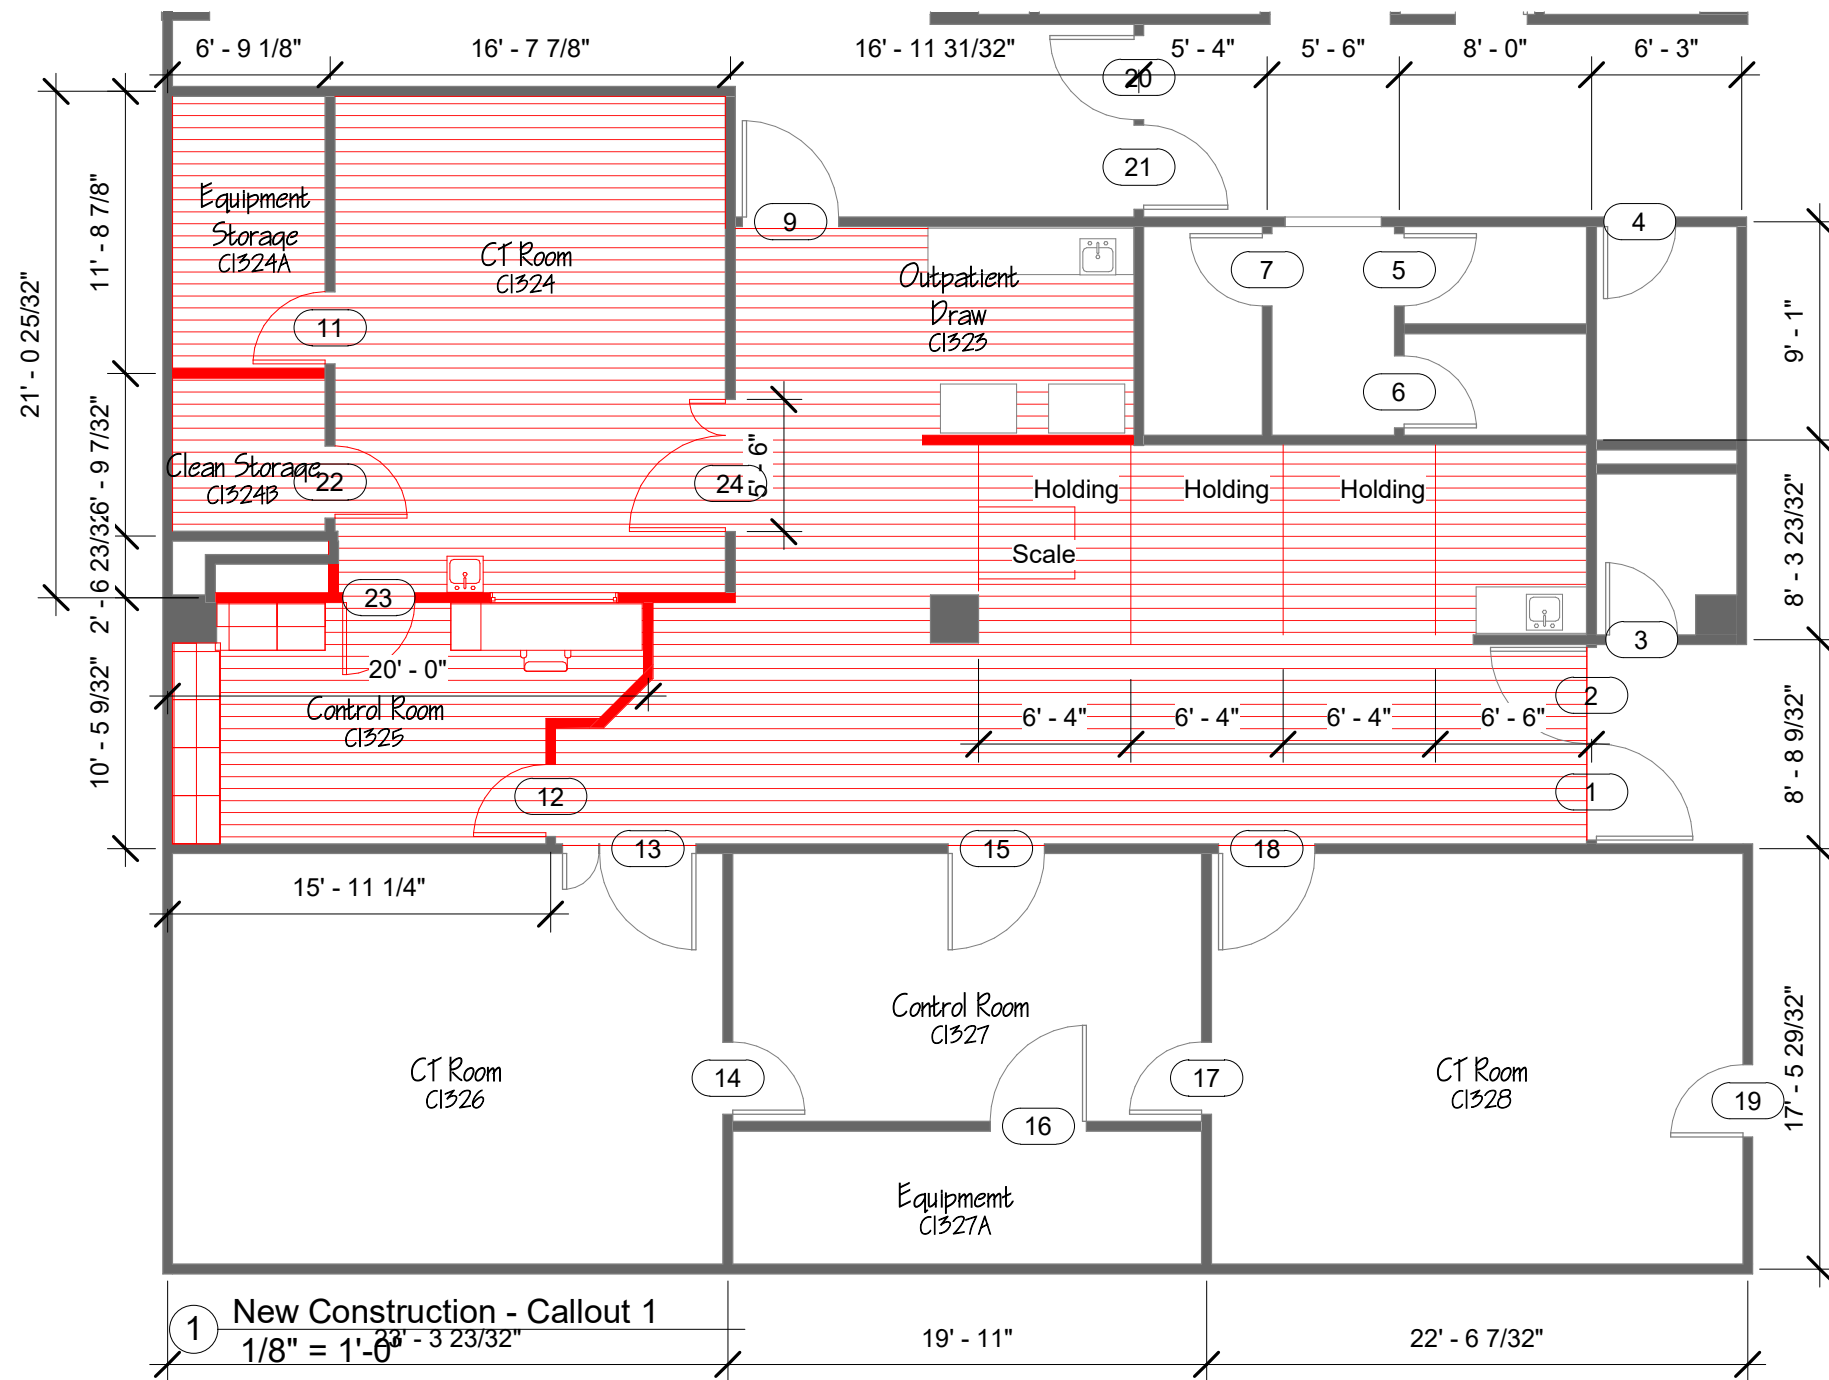 6' - 9 1/8"
16' - 7 7/8"
16' - 11 31/32"
5' - 4"
5' - 6"
8' - 0"
6' - 3"
20
21
9
4
7
5
6
11' - 8 7/8"
21' - 0 25/32"
6' - 9 7/32"
2' - 6 23/32"
10' - 5 9/32"
9' - 1"
8' - 3 23/32"
8' - 8 9/32"
17' - 5 29/32"
Equipment
Storage
C1324A
CT Room
C1324
Outpatient
Draw
C1323
11
Clean Storage
C1324B
22
24
5' - 6"
Holding
Holding
Holding
Scale
23
20' - 0"
Control Room
C1325
3
2
1
6' - 4"
6' - 4"
6' - 4"
6' - 6"
12
13
15
18
15' - 11 1/4"
Control Room
C1327
CT Room
C1326
14
16
17
CT Room
C1328
19
Equipmemt
C1327A
1
New Construction - Callout 1
1/8" = 1'-0"
23' - 3 23/32"
19' - 11"
22' - 6 7/32"